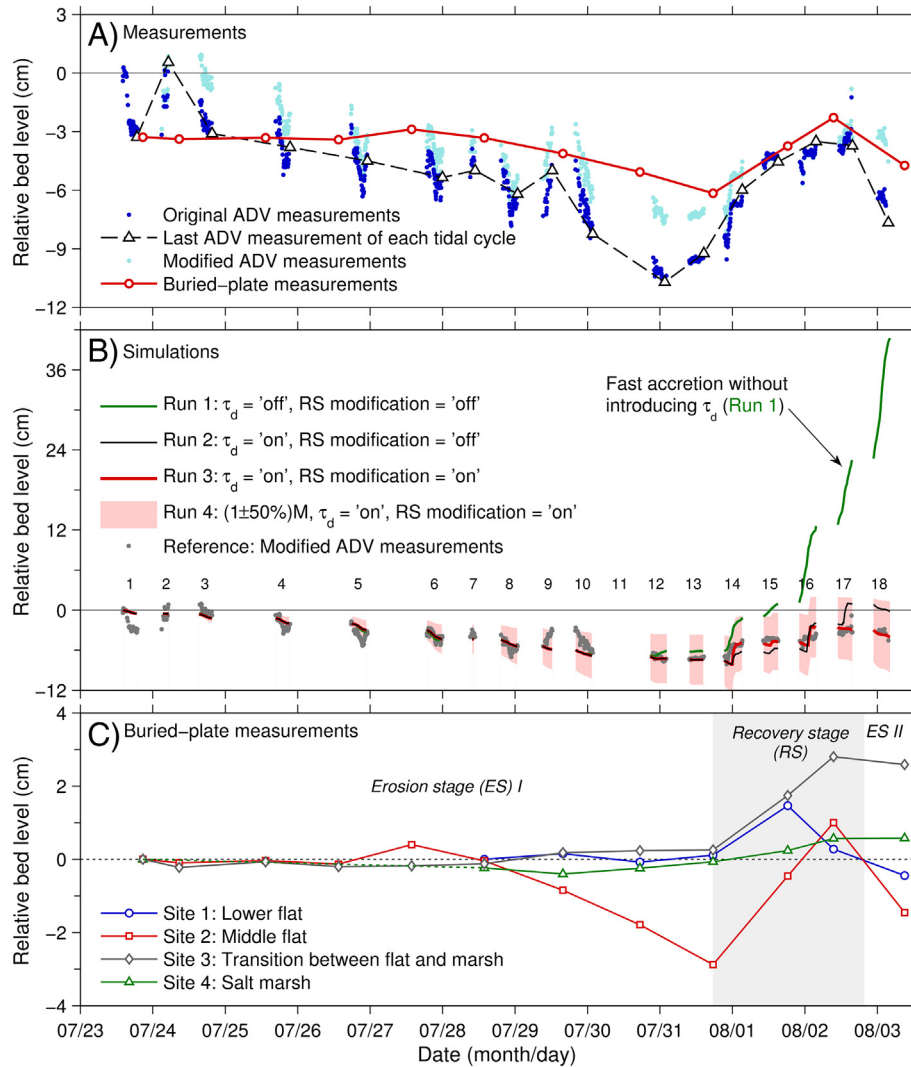 3
0
−3
−6
−9
−12
Relative bed level (cm)
A) Measurements
Original ADV measurements
Last ADV measurement of each tidal cycle
Modified ADV measurements
Buried−plate measurements
36
24
12
0
−12
Relative bed level (cm)
B) Simulations
Run 1: τd = 'off', RS modification = 'off'
Run 2: τd = 'on', RS modification = 'off'
Run 3: τd = 'on', RS modification = 'on'
Run 4: (1±50%)M, τd = 'on', RS modification = 'on'
Reference: Modified ADV measurements
Fast accretion without
introducing τd (Run 1)
1 2 3 4 5 6 7 8 9 10 11 12 13 14 15 16 17 18
4
2
0
−2
−4
Relative bed level (cm)
C) Buried−plate measurements
Erosion stage (ES) I
Recovery stage
(RS)
ES II
Site 1: Lower flat
Site 2: Middle flat
Site 3: Transition between flat and marsh
Site 4: Salt marsh
07/23 07/24 07/25 07/26 07/27 07/28 07/29 07/30 07/31 08/01 08/02 08/03
Date (month/day)